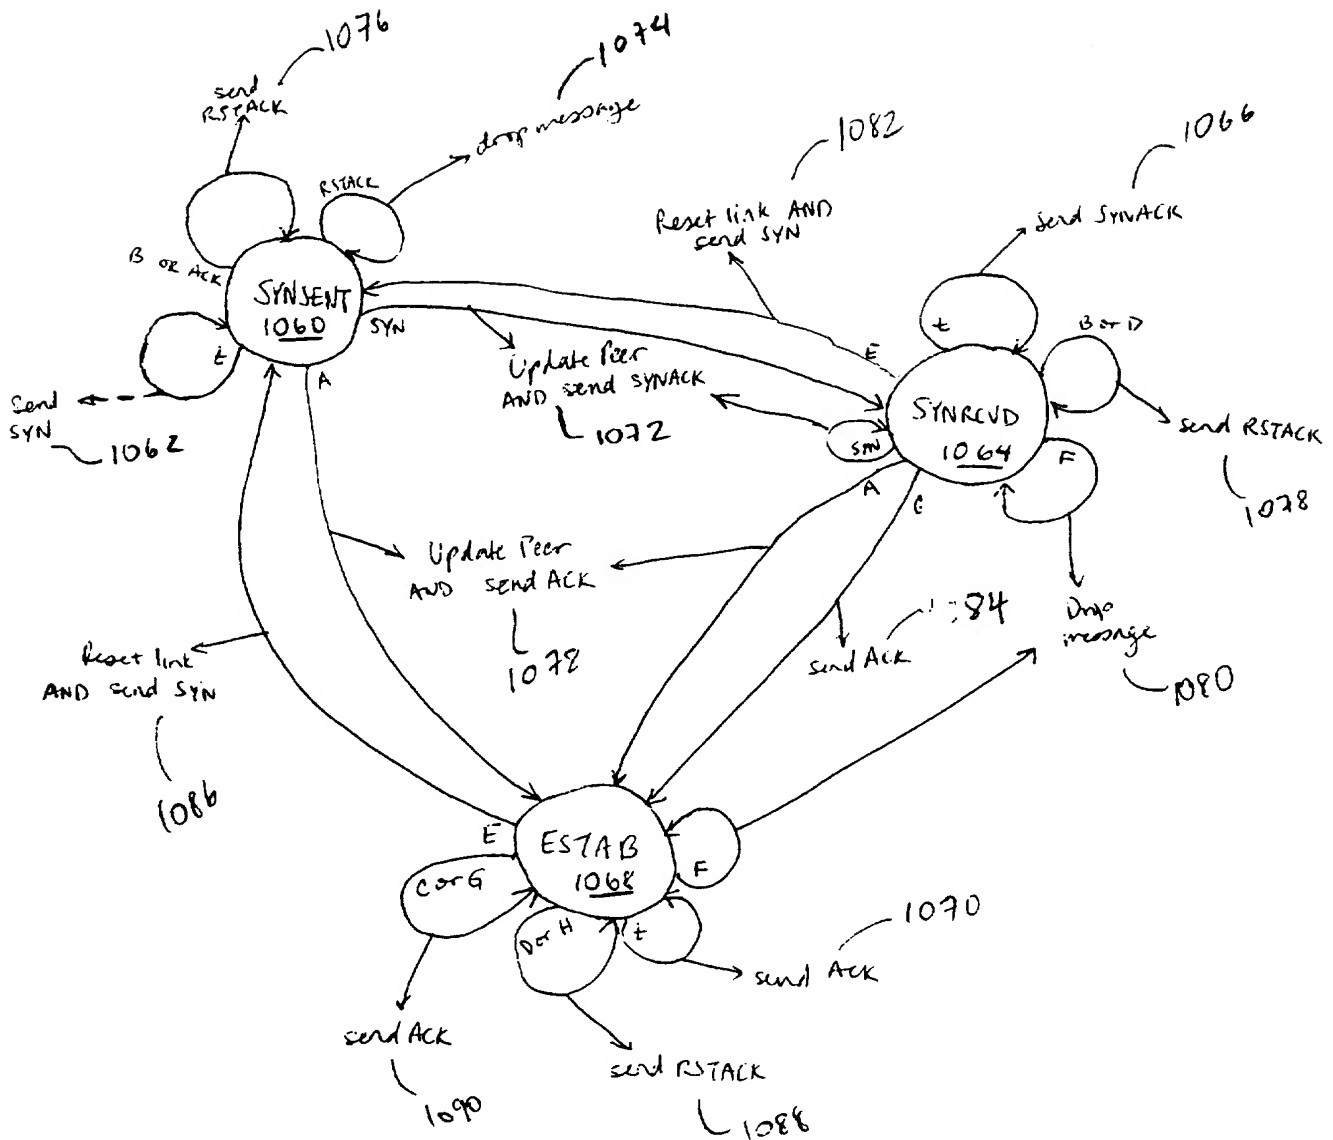 1076
1074
send
RSTACK
drop message
1082
1066
RSTACK
Reset link AND
send SYN
send SYNACK
B OR ACK
SYNSENT
1060
SYN
t
A
E
t
B or D
Update Peer
AND send SYNACK
1072
SYNRCVD
1064
SYN
A
C
F
send RSTACK
1078
Send
SYN
1062
Update Peer
AND send ACK
1078
84
send ACK
Drop
message
1080
Reset link
AND send SYN
1086
E
ESTAB
1068
F
C or G
D or H
t
1070
send ACK
send ACK
1090
send RSTACK
1088